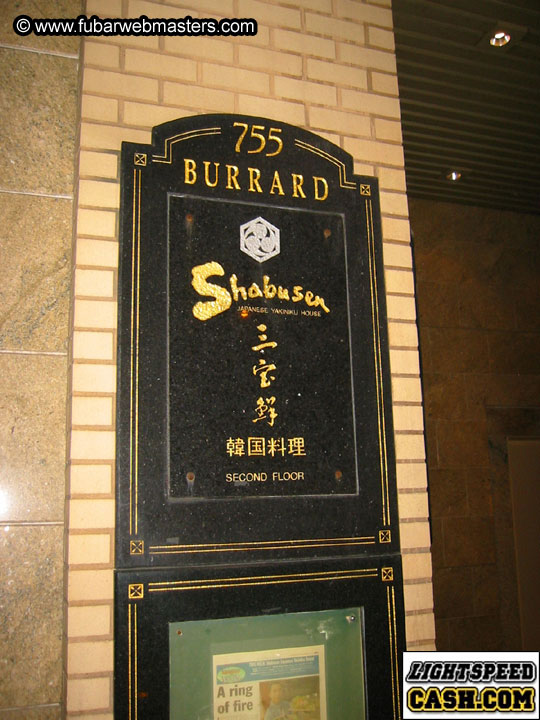 © www.fubarwebmasters.com
755
BURRARD
Shabusen
JAPANESE YAKINIKU HOUSE
三
宝
鮮
韓国料理
SECOND FLOOR
A ring
of fire
LIGHTSPEED
CASH.COM